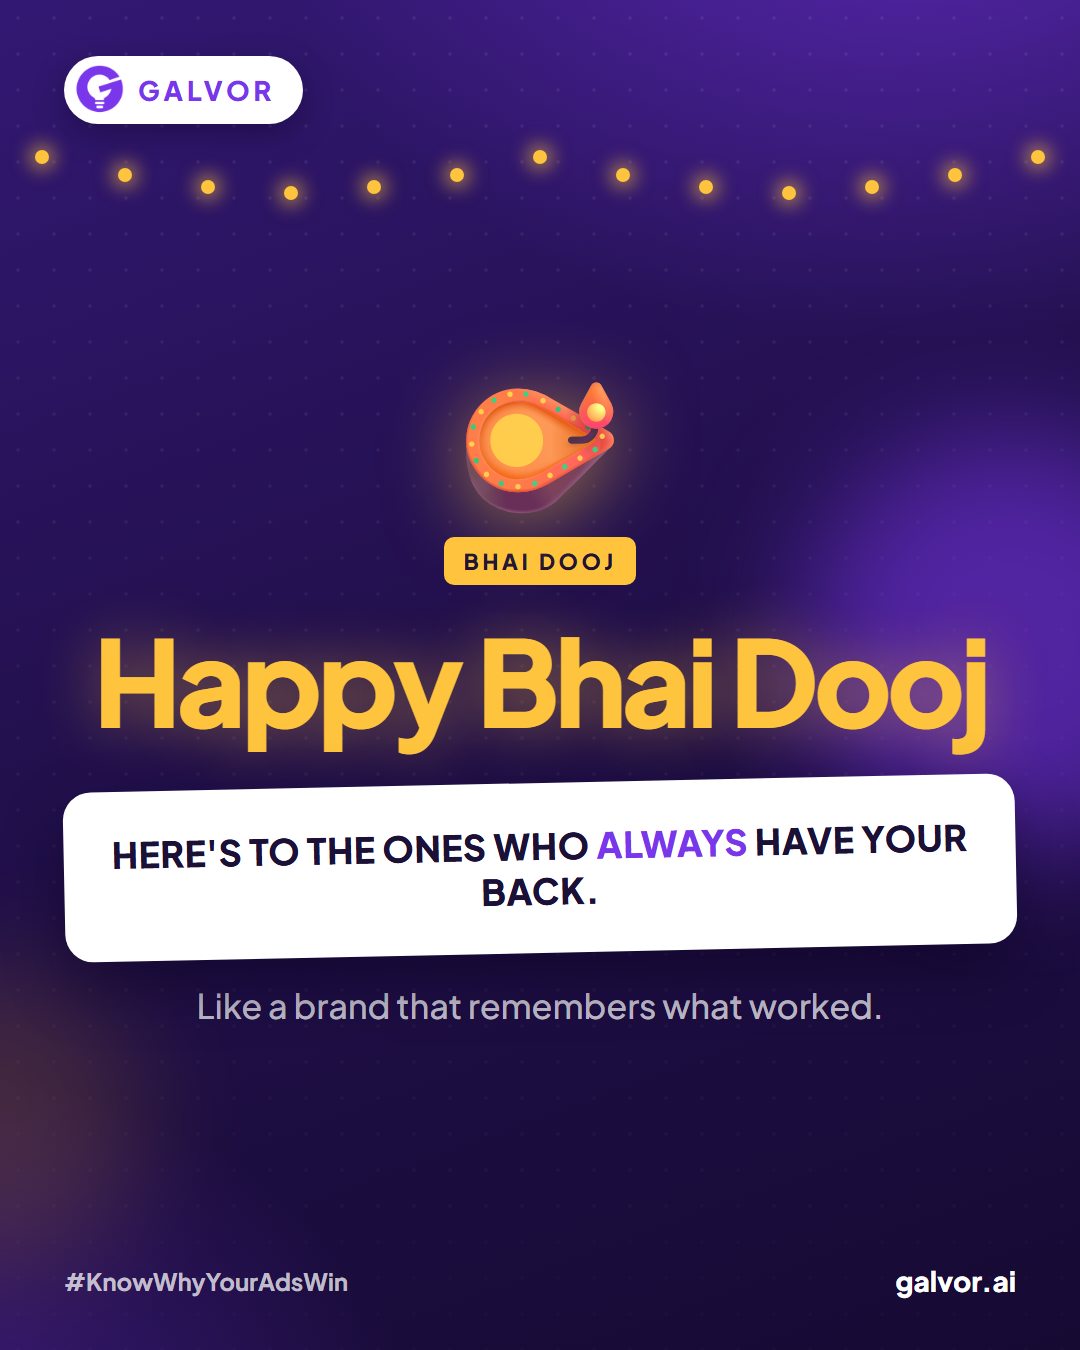 GALVOR
BHAI DOOJ
Happy Bhai Dooj
HERE'S TO THE ONES WHO ALWAYS HAVE YOUR
BACK.
Like a brand that remembers what worked.
#KnowWhyYourAdsWin
galvor.ai